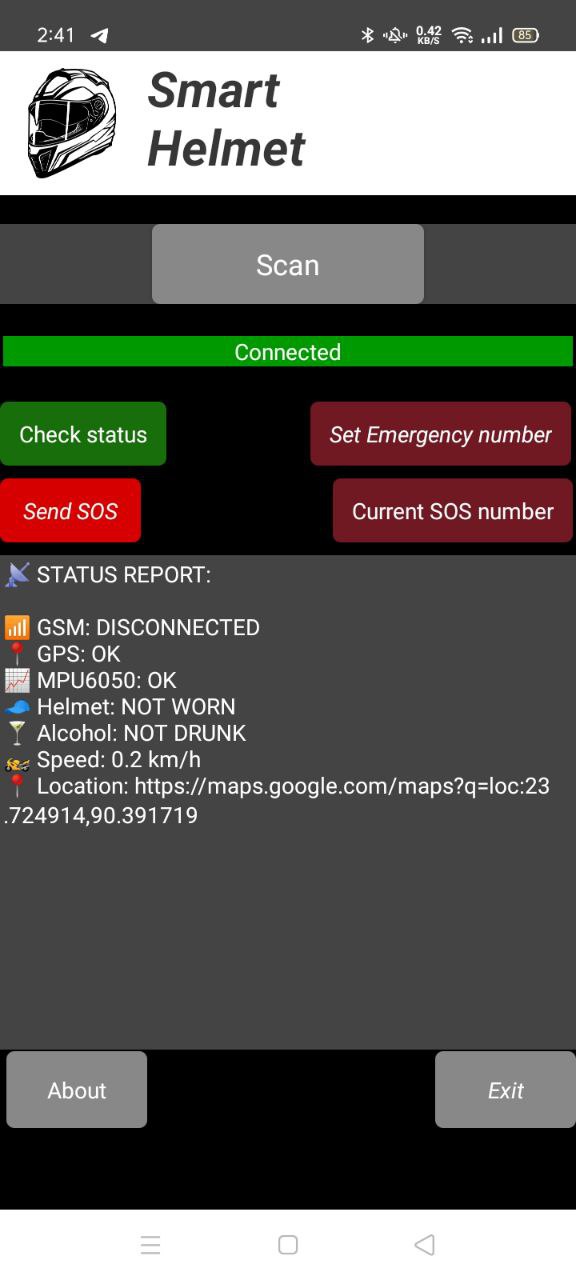 2:41 0.42 KB/S 85
Smart
Helmet
Scan
Connected
Check status
Set Emergency number
Send SOS
Current SOS number
STATUS REPORT:
GSM: DISCONNECTED
GPS: OK
MPU6050: OK
Helmet: NOT WORN
Alcohol: NOT DRUNK
Speed: 0.2 km/h
Location: https://maps.google.com/maps?q=loc:23
.724914,90.391719
About
Exit